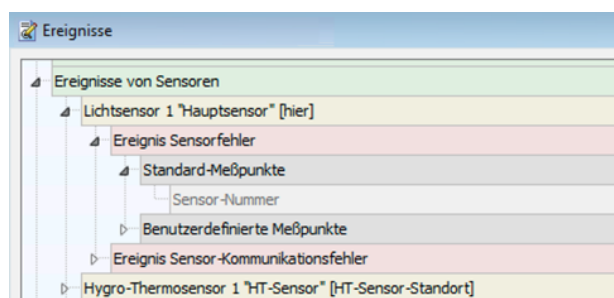 Ereignisse
Ereignisse von Sensoren
Lichtsensor 1 "Hauptsensor" [hier]
Ereignis Sensorfehler
Standard-Meßpunkte
Sensor-Nummer
Benutzerdefinierte Meßpunkte
Ereignis Sensor-Kommunikationsfehler
Hygro-Thermosensor 1 "HT-Sensor" [HT-Sensor-Standort]